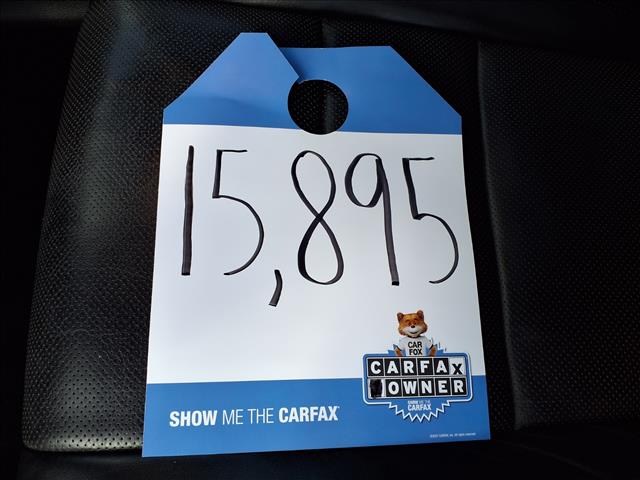 15,895
CAR
FOX
CARFAX
OWNER
SHOW ME THE
CARFAX
SHOW ME THE CARFAX